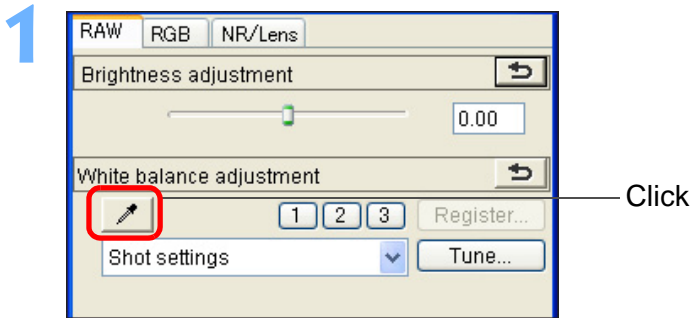 1
RAW RGB NR/Lens
Brightness adjustment
0.00
White balance adjustment
Click
1 2 3 Register...
Shot settings Tune...